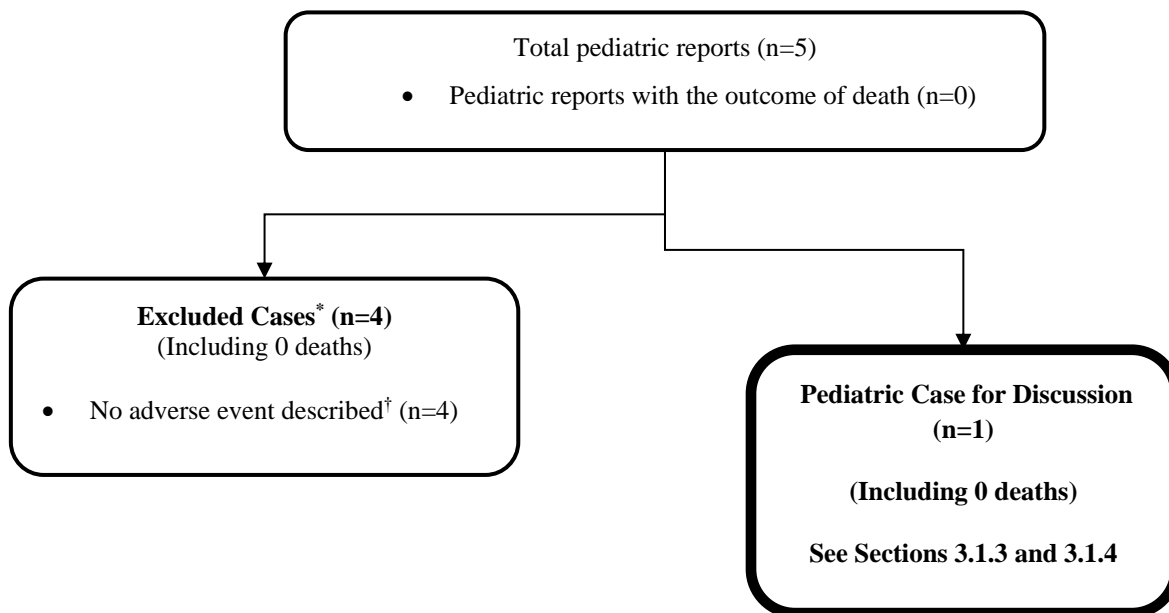 Total pediatric reports (n=5)
• Pediatric reports with the outcome of death (n=0)
Excluded Cases* (n=4)
(Including 0 deaths)
• No adverse event described† (n=4)
Pediatric Case for Discussion
(n=1)
(Including 0 deaths)
See Sections 3.1.3 and 3.1.4